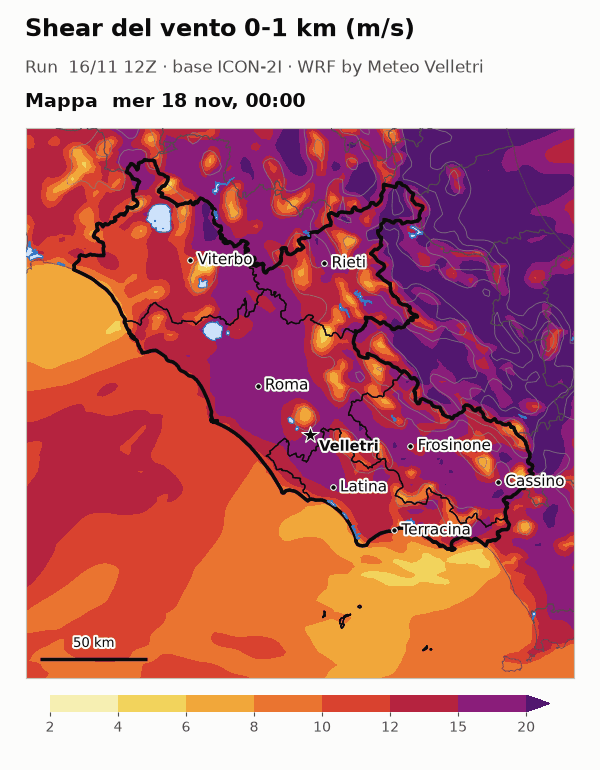 Shear del vento 0-1 km (m/s)
Run  16/11 12Z · base ICON-2I · WRF by Meteo Velletri
Mappa  mer 18 nov, 00:00
Viterbo
Rieti
Roma
Velletri
Frosinone
Cassino
Latina
Terracina
50 km
2 4 6 8 10 12 15 20